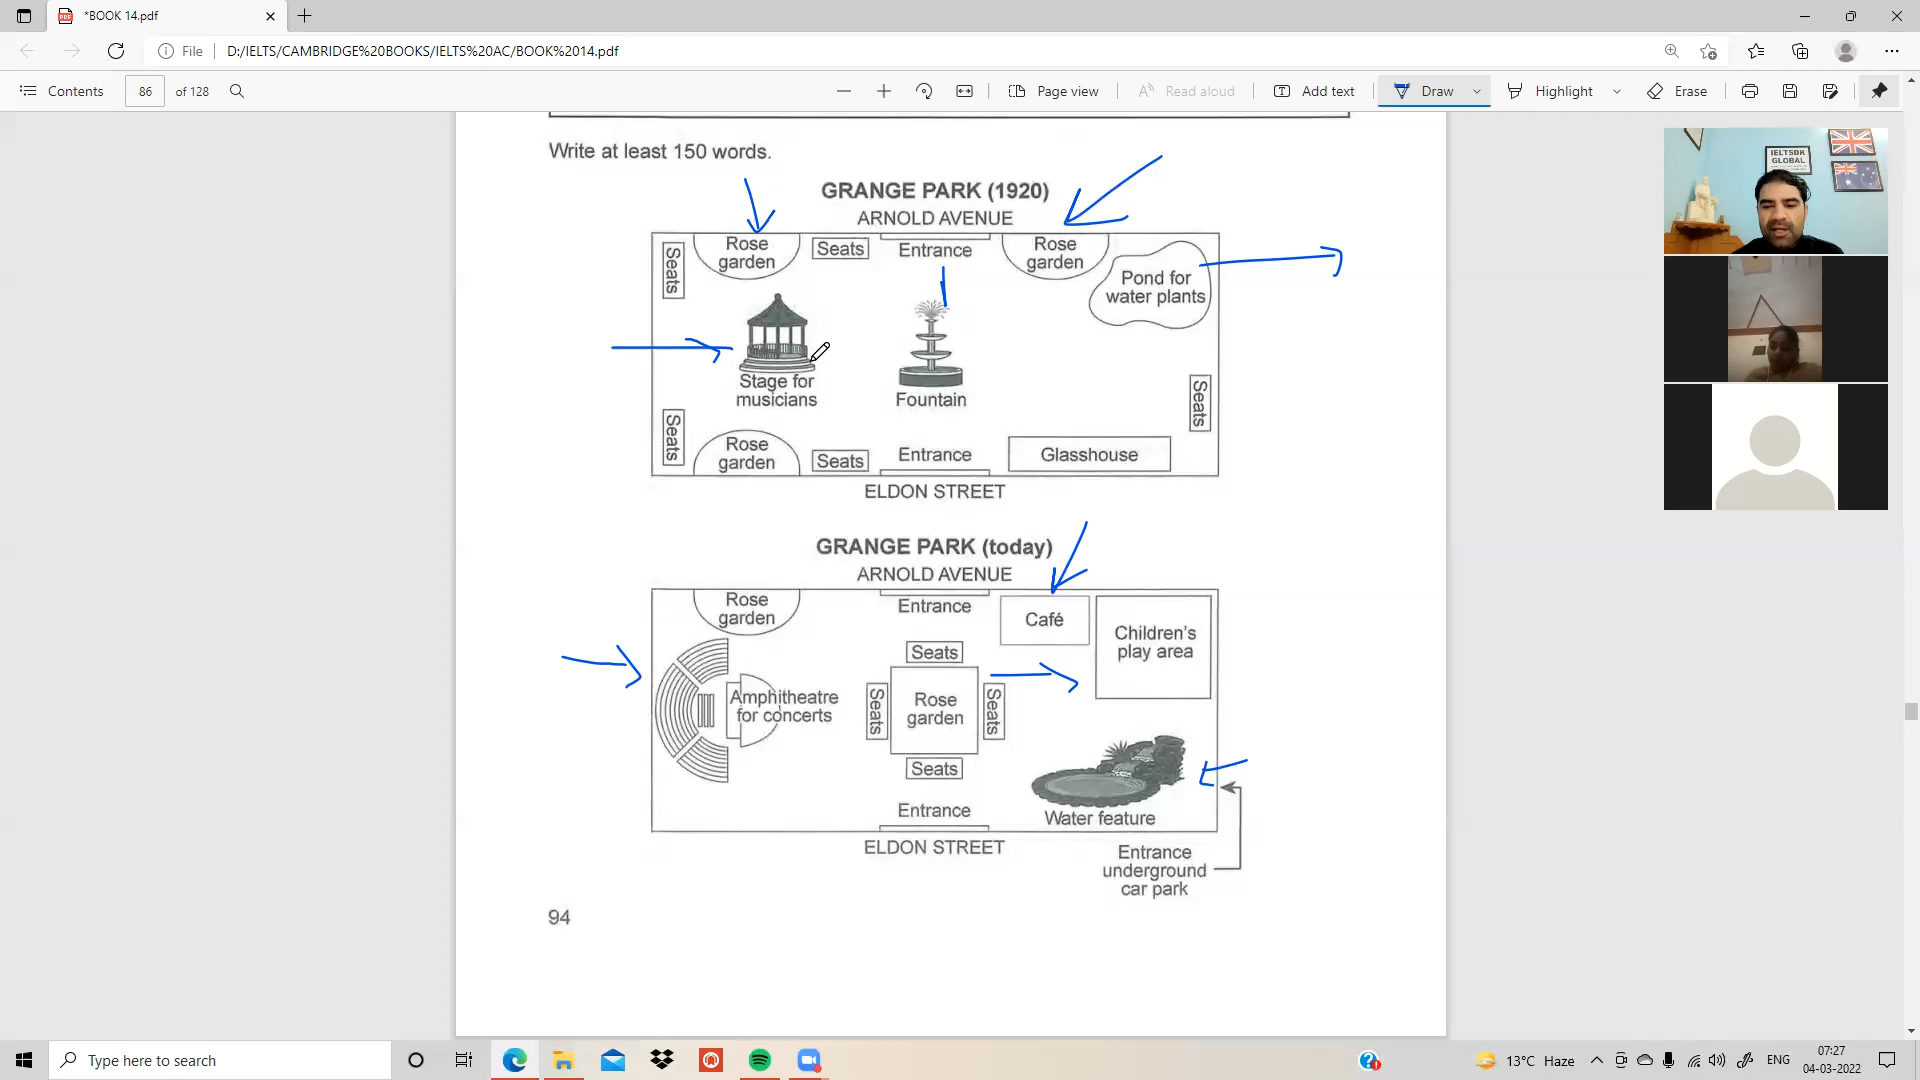 *BOOK 14.pdf
File
D:/IELTS/CAMBRIDGE%20BOOKS/IELTS%20AC/BOOK%2014.pdf
Contents
86
of 128
Page view
Read aloud
Add text
Draw
Highlight
Erase
Write at least 150 words.
GRANGE PARK (1920)
ARNOLD AVENUE
Seats
Rose
garden
Seats
Entrance
Rose
garden
Pond for
water plants
Stage for
musicians
Fountain
Seats
Seats
Rose
garden
Seats
Entrance
Glasshouse
ELDON STREET
GRANGE PARK (today)
ARNOLD AVENUE
Rose
garden
Entrance
Café
Children's
play area
Seats
Amphitheatre
for concerts
Seats
Rose
garden
Seats
Seats
Entrance
Water feature
ELDON STREET
Entrance
underground
car park
94
IELTSDK
GLOBAL
Type here to search
13°C Haze
ENG
07:27
04-03-2022